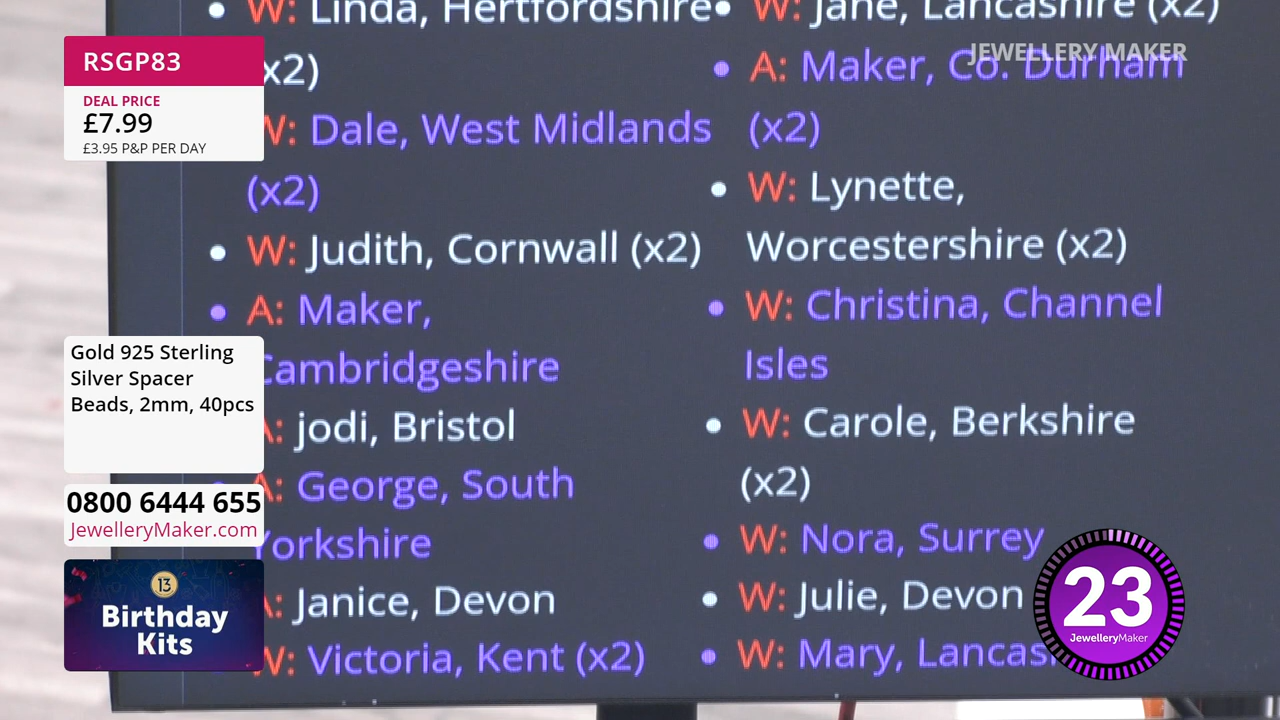 RSGP83
DEAL PRICE
£7.99
£3.95 P&P PER DAY
Gold 925 Sterling
Silver Spacer
Beads, 2mm, 40pcs
0800 6444 655
JewelleryMaker.com
13
Birthday
Kits
W: Linda, Hertfordshire
x2)
W: Dale, West Midlands
(x2)
W: Judith, Cornwall (x2)
A: Maker,
Cambridgeshire
A: jodi, Bristol
A: George, South
Yorkshire
A: Janice, Devon
W: Victoria, Kent (x2)
W: Jane, Lancashire (x2)
JEWELLERY MAKER
A: Maker, Co. Durham
(x2)
W: Lynette,
Worcestershire (x2)
W: Christina, Channel
Isles
W: Carole, Berkshire
(x2)
W: Nora, Surrey
W: Julie, Devon
W: Mary, Lancas
23
JewelleryMaker